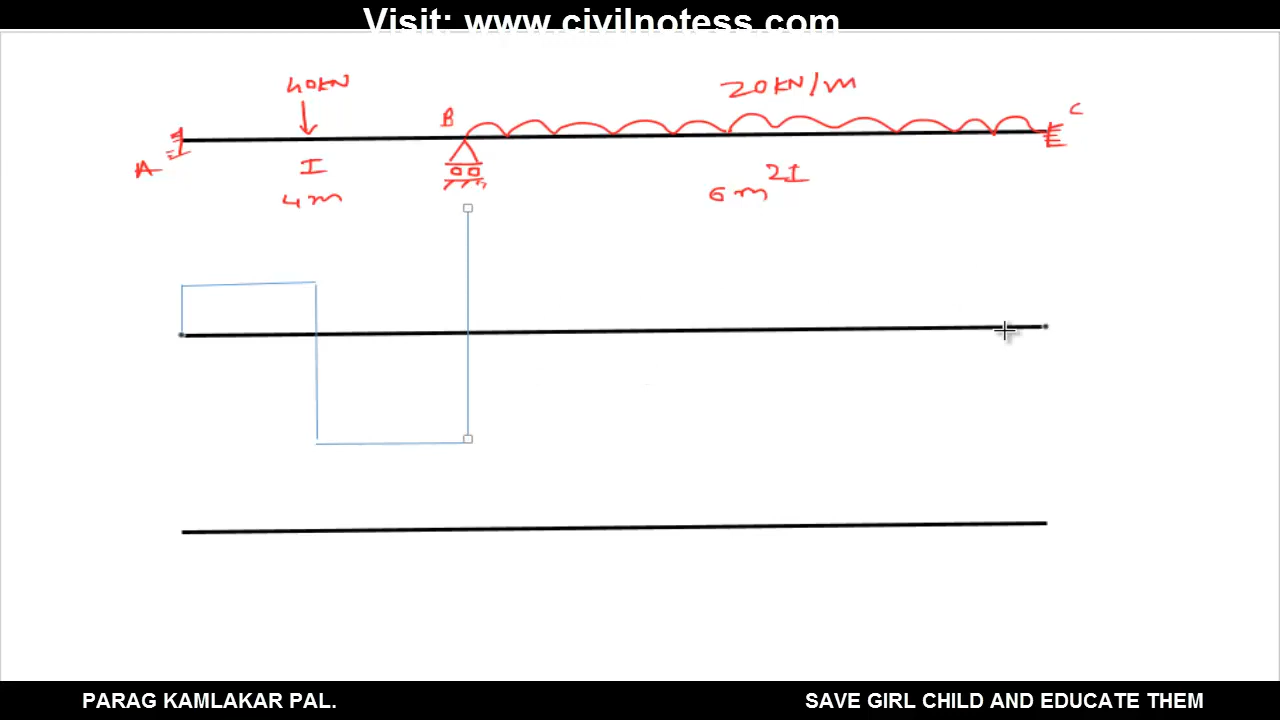 Visit: www.civilnotess.com
40KN
20KN/m
B
C
A
I
2I
4m
6m
PARAG KAMLAKAR PAL.
SAVE GIRL CHILD AND EDUCATE THEM